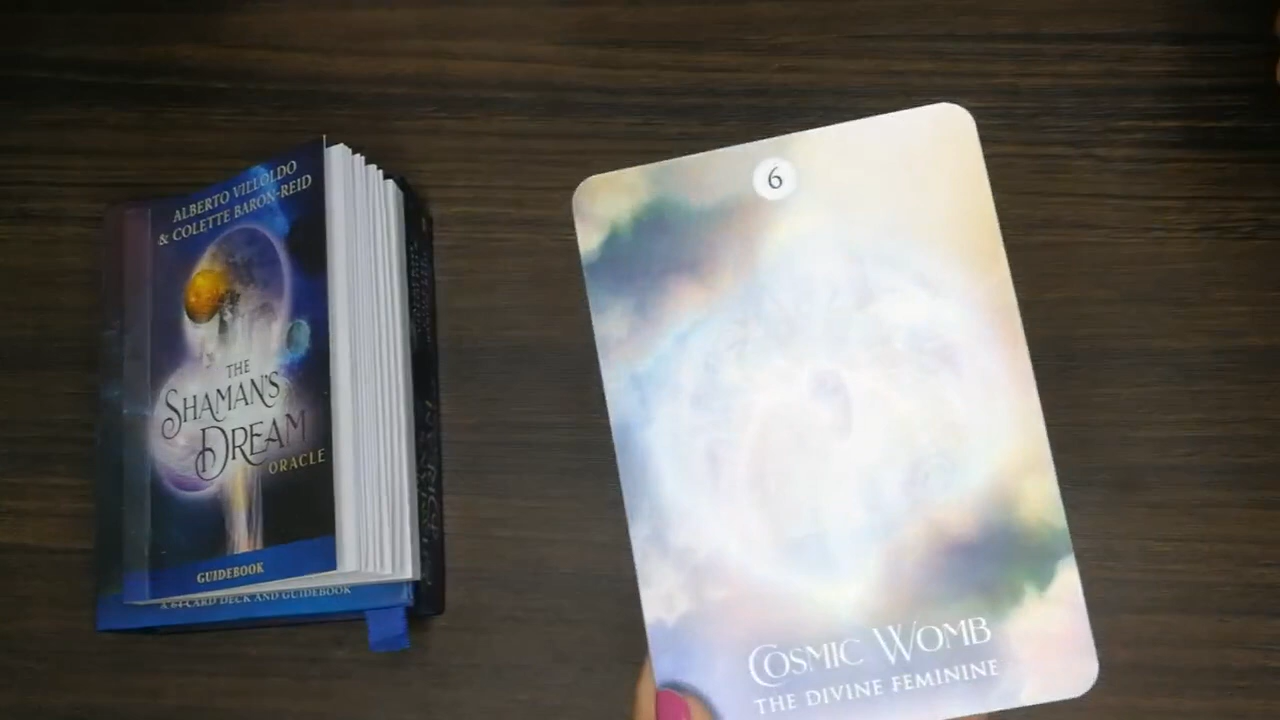 ALBERTO VILLOLDO
& COLETTE BARON-REID
THE
SHAMAN'S
DREAM
ORACLE
GUIDEBOOK
A 64-CARD DECK AND GUIDEBOOK
6
COSMIC WOMB
THE DIVINE FEMININE